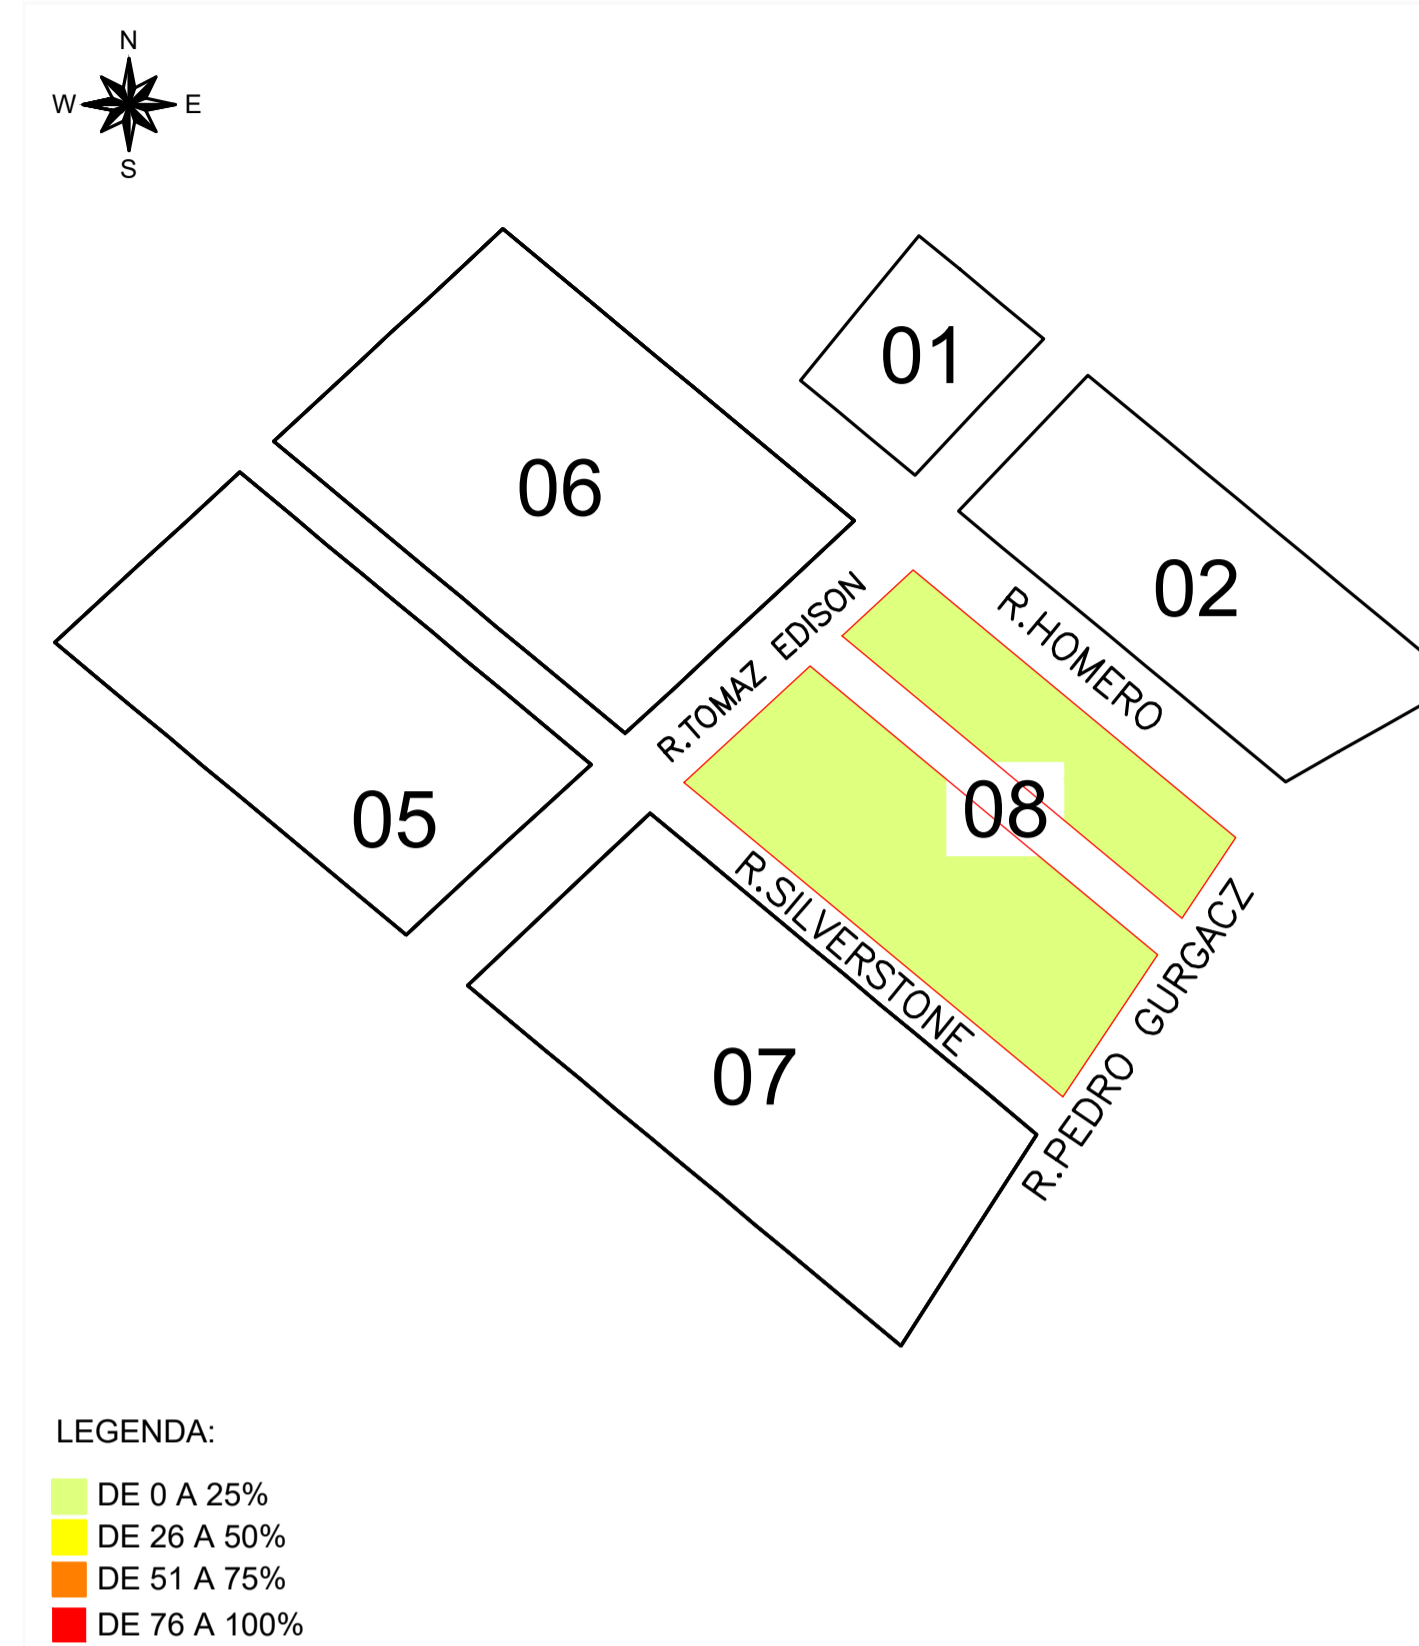 N
W E
S
01
06
02
R.TOMAZ EDISON
R.HOMERO
08
05
R.SILVERSTONE
R.PEDRO GURGACZ
07
LEGENDA:
DE 0 A 25%
DE 26 A 50%
DE 51 A 75%
DE 76 A 100%